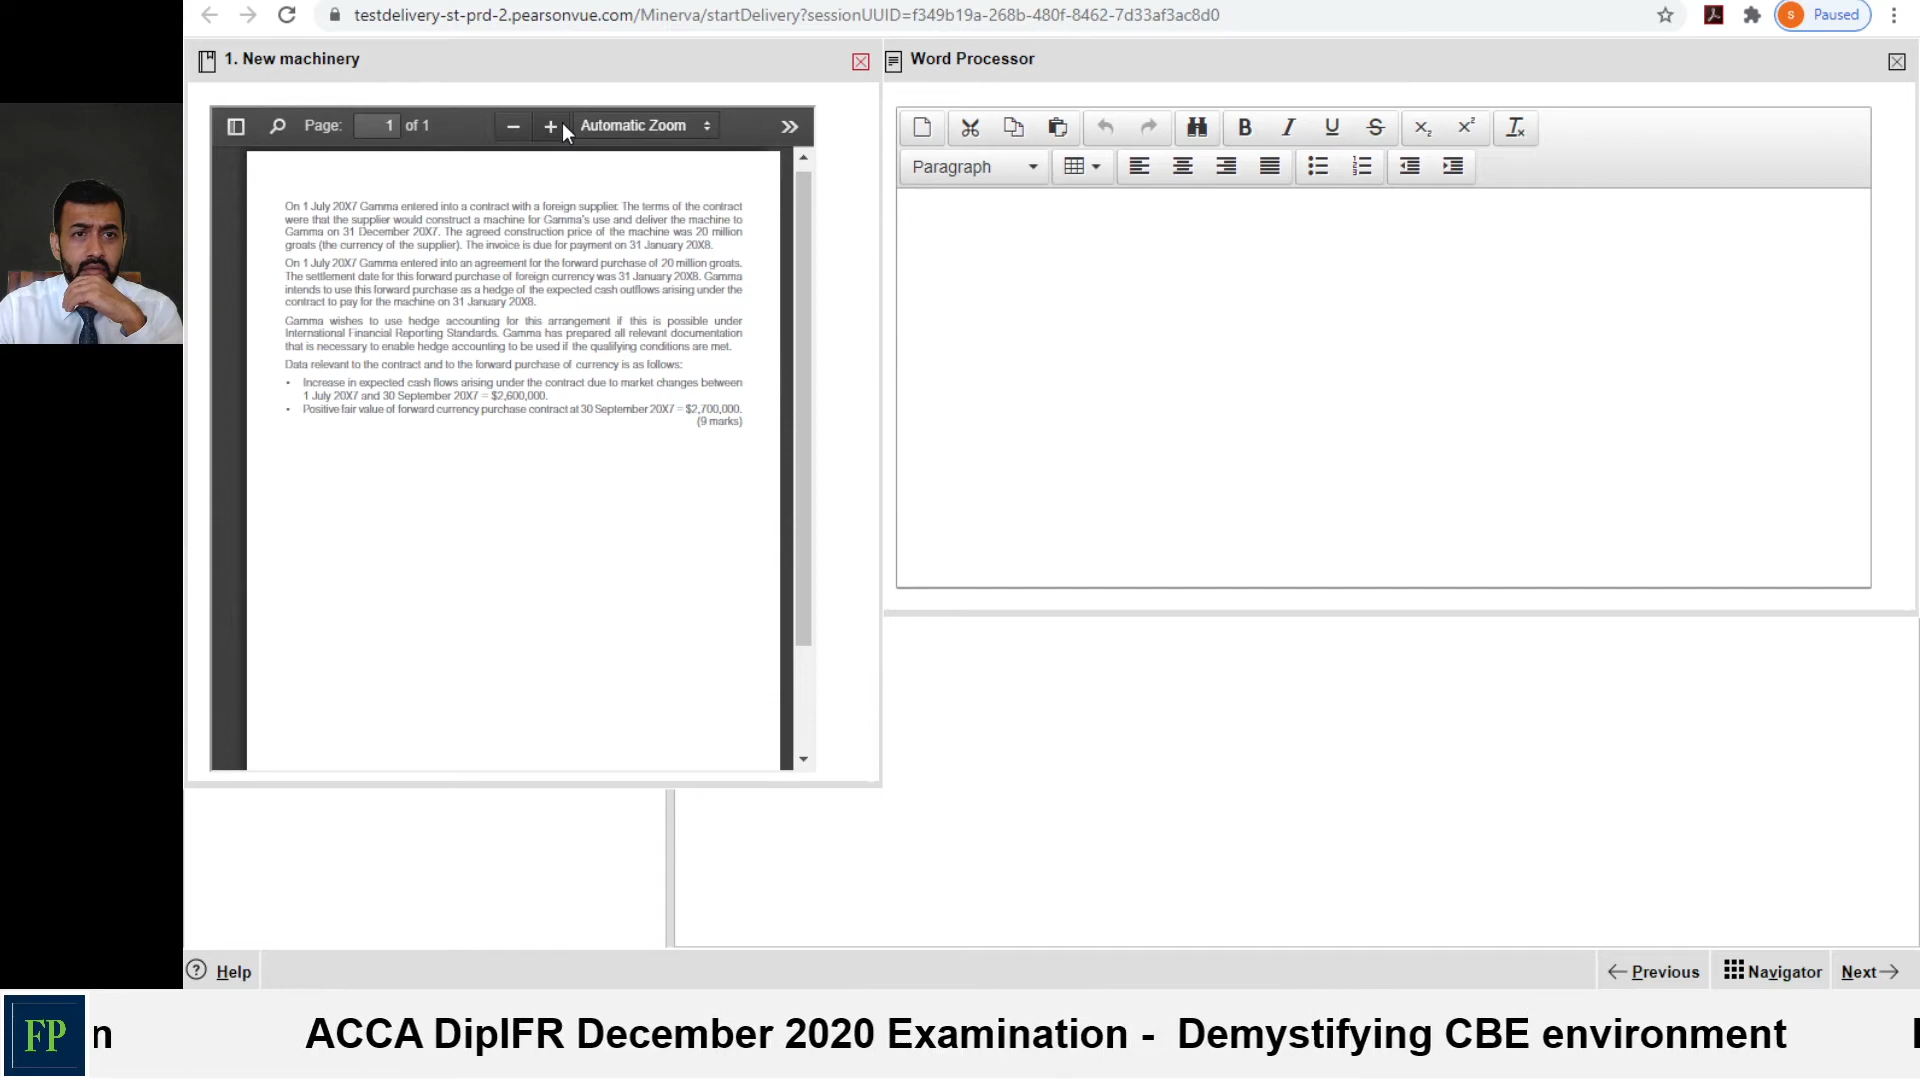 testdelivery-st-prd-2.pearsonvue.com/Minerva/startDelivery?sessionUUID=f349b19a-268b-480f-8462-7d33af3ac8d0
s Paused
1. New machinery
Word Processor
Page: 1 of 1
Automatic Zoom
Paragraph
On 1 July 20X7 Gamma entered into a contract with a foreign supplier. The terms of the contract
were that the supplier would construct a machine for Gamma's use and deliver the machine to
Gamma on 31 December 20X7. The agreed construction price of the machine was 20 million
groats (the currency of the supplier). The invoice is due for payment on 31 January 20X8.
On 1 July 20X7 Gamma entered into an agreement for the forward purchase of 20 million groats.
The settlement date for this forward purchase of foreign currency was 31 January 20X8. Gamma
intends to use this forward purchase as a hedge of the expected cash outflows arising under the
contract to pay for the machine on 31 January 20X8.
Gamma wishes to use hedge accounting for this arrangement if this is possible under
International Financial Reporting Standards. Gamma has prepared all relevant documentation
that is necessary to enable hedge accounting to be used if the qualifying conditions are met.
Data relevant to the contract and to the forward purchase of currency is as follows:
• Increase in expected cash flows arising under the contract due to market changes between
1 July 20X7 and 30 September 20X7 = $2,600,000.
• Positive fair value of forward currency purchase contract at 30 September 20X7 = $2,700,000.
(9 marks)
Help
Previous
Navigator
Next
FP
n ACCA DipIFR December 2020 Examination - Demystifying CBE environment